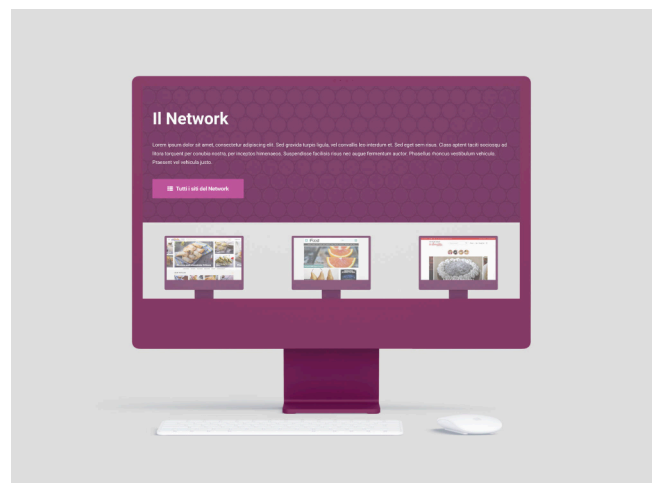 Il Network
Lorem ipsum dolor sit amet, consectetur adipiscing elit. Sed gravida turpis ligula, vel convallis leo interdum et. Sed eget sem risus. Class aptent taciti sociosqu ad
litora torquent per conubia nostra, per inceptos himenaeos. Suspendisse facilisis risus nec augue fermentum auctor. Phasellus rhoncus vestibulum vehicula.
Praesent vel vehicula justo.
Tutti i siti del Network
Food